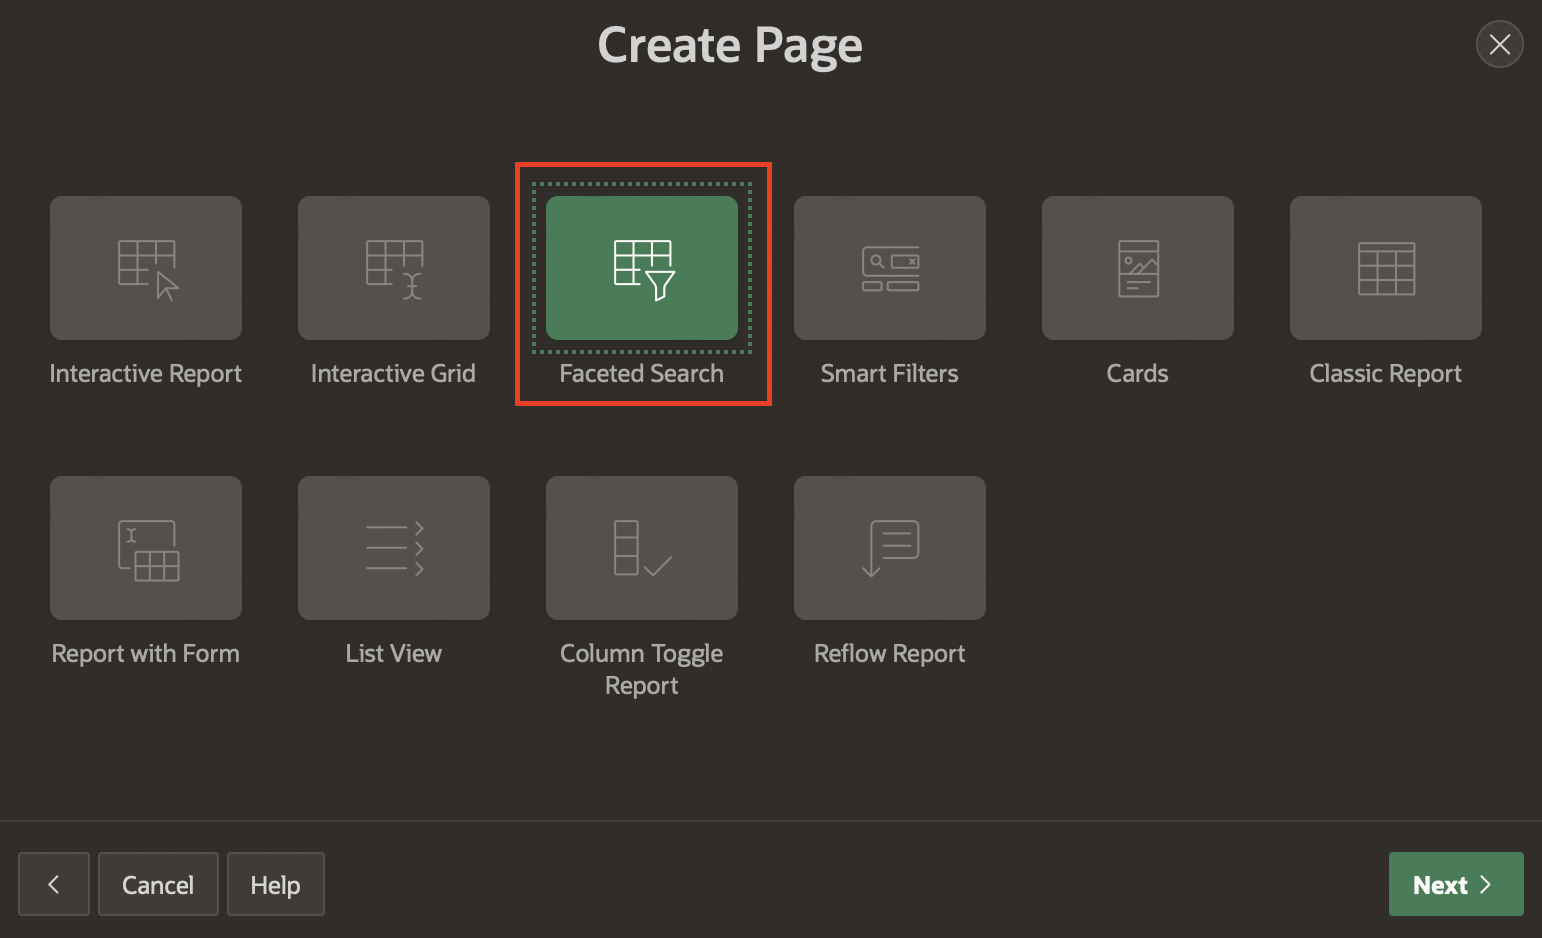 Create Page
Interactive Report
Interactive Grid
Faceted Search
Smart Filters
Cards
Classic Report
Report with Form
List View
Column Toggle
Report
Reflow Report
Cancel
Help
Next